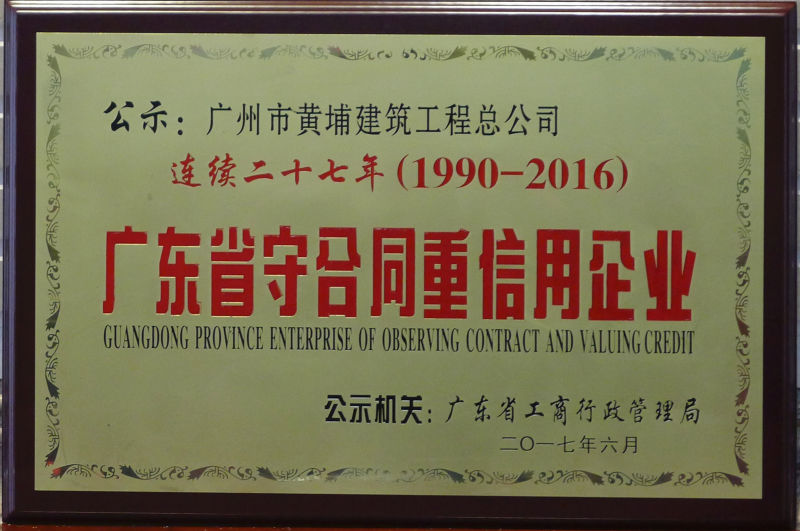 公示：广州市黄埔建筑工程总公司
连续二十七年(1990-2016)
广东省守合同重信用企业
GUANGDONG PROVINCE ENTERPRISE OF OBSERVING CONTRACT AND VALUING CREDIT
公示机关：广东省工商行政管理局
二〇一七年六月